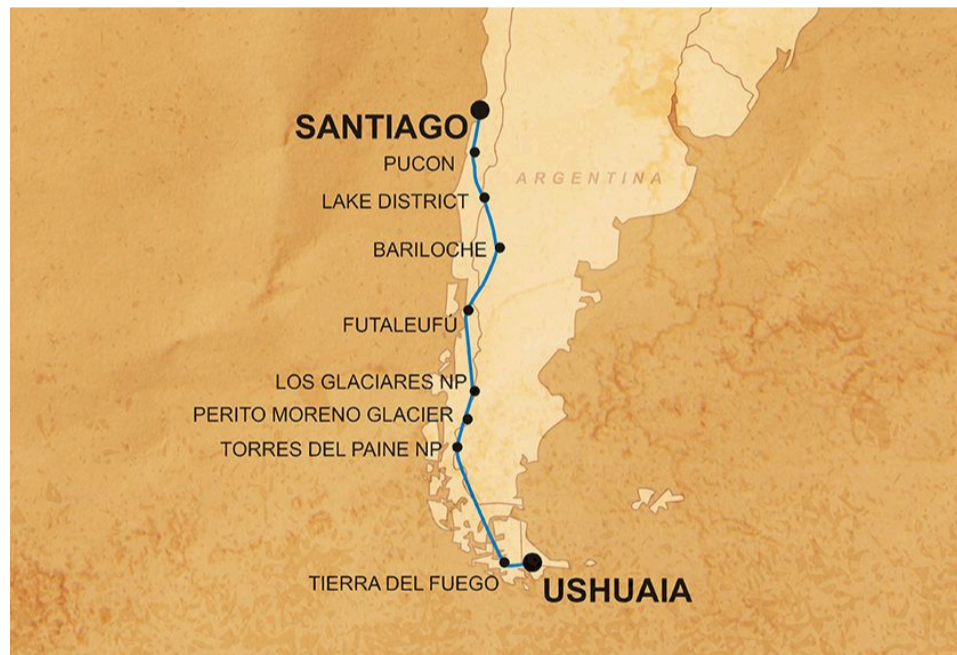 SANTIAGO
PUCON
ARGENTINA
LAKE DISTRICT
BARILOCHE
FUTALEUFÚ
LOS GLACIARES NP
PERITO MORENO GLACIER
TORRES DEL PAINE NP
TIERRA DEL FUEGO
USHUAIA